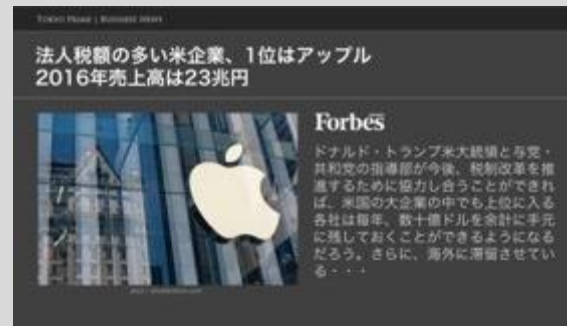 TOKYO PRIME | BUSINESS NEWS
法人税額の多い米企業、1位はアップル
2016年売上高は23兆円
Forbes
ドナルド・トランプ米大統領と与党・
共和党の指導部が今後、税制改革を推
進するために協力し合うことができれ
ば、米国の大企業の中でも上位に入る
各社は毎年、数十億ドルを余計に手元
に残しておくことができるようになる
だろう。さらに、海外に滞留させてい
る・・・